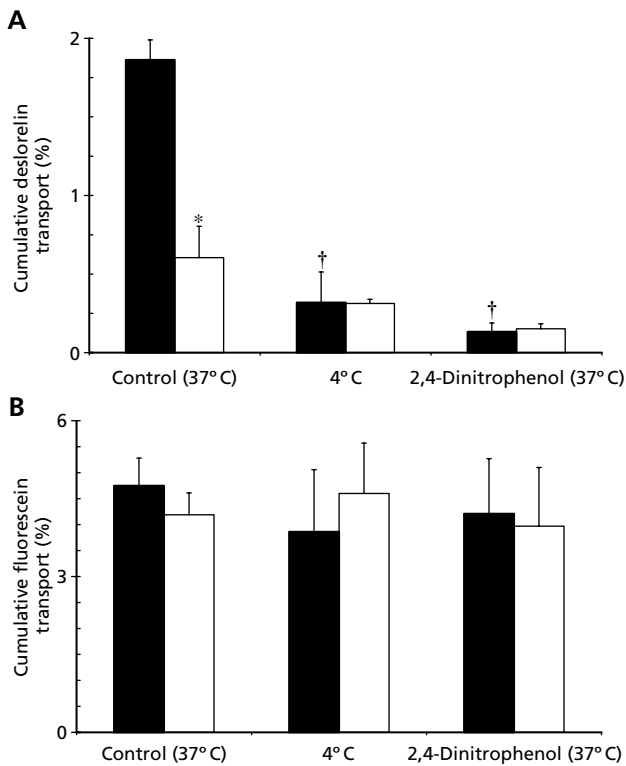 A
Cumulative deslorelin
transport (%)
2
1
0
*
†
†
Control (37°C)
4°C
2,4-Dinitrophenol (37°C)
B
Cumulative fluorescein
transport (%)
6
3
0
Control (37°C)
4°C
2,4-Dinitrophenol (37°C)